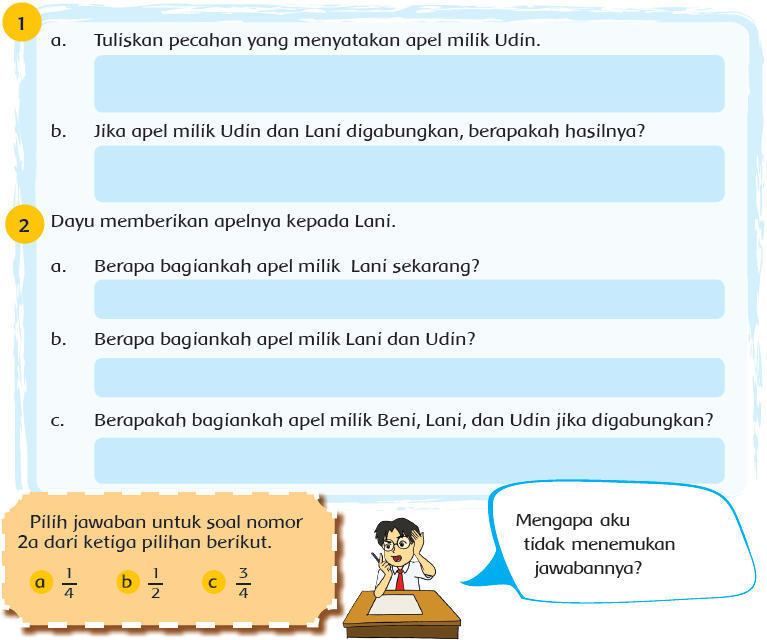 1
a. Tuliskan pecahan yang menyatakan apel milik Udin.
b. Jika apel milik Udin dan Lani digabungkan, berapakah hasilnya?
2 Dayu memberikan apelnya kepada Lani.
a. Berapa bagiankah apel milik Lani sekarang?
b. Berapa bagiankah apel milik Lani dan Udin?
c. Berapakah bagiankah apel milik Beni, Lani, dan Udin jika digabungkan?
Pilih jawaban untuk soal nomor
2a dari ketiga pilihan berikut.
a 1/4 b 1/2 c 3/4
Mengapa aku
tidak menemukan
jawabannya?